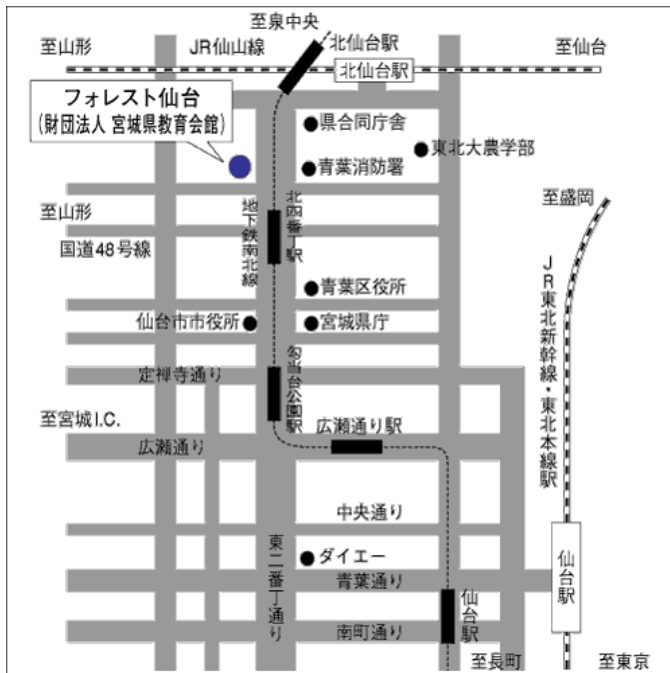 至泉中央
至山形
JR仙山線
北仙台駅
至仙台
北仙台駅
フォレスト仙台
(財団法人 宮城県教育会館)
県合同庁舎
東北大農学部
青葉消防署
至盛岡
至山形
北四番丁駅
地下鉄南北線
国道48号線
JR東北新幹線・東北本線駅
青葉区役所
仙台市市役所
宮城県庁
定禅寺通り
勾当台公園駅
至宮城I.C.
広瀬通り駅
広瀬通り
中央通り
東二番丁通り
ダイエー
青葉通り
仙台駅
仙台駅
南町通り
至長町
至東京